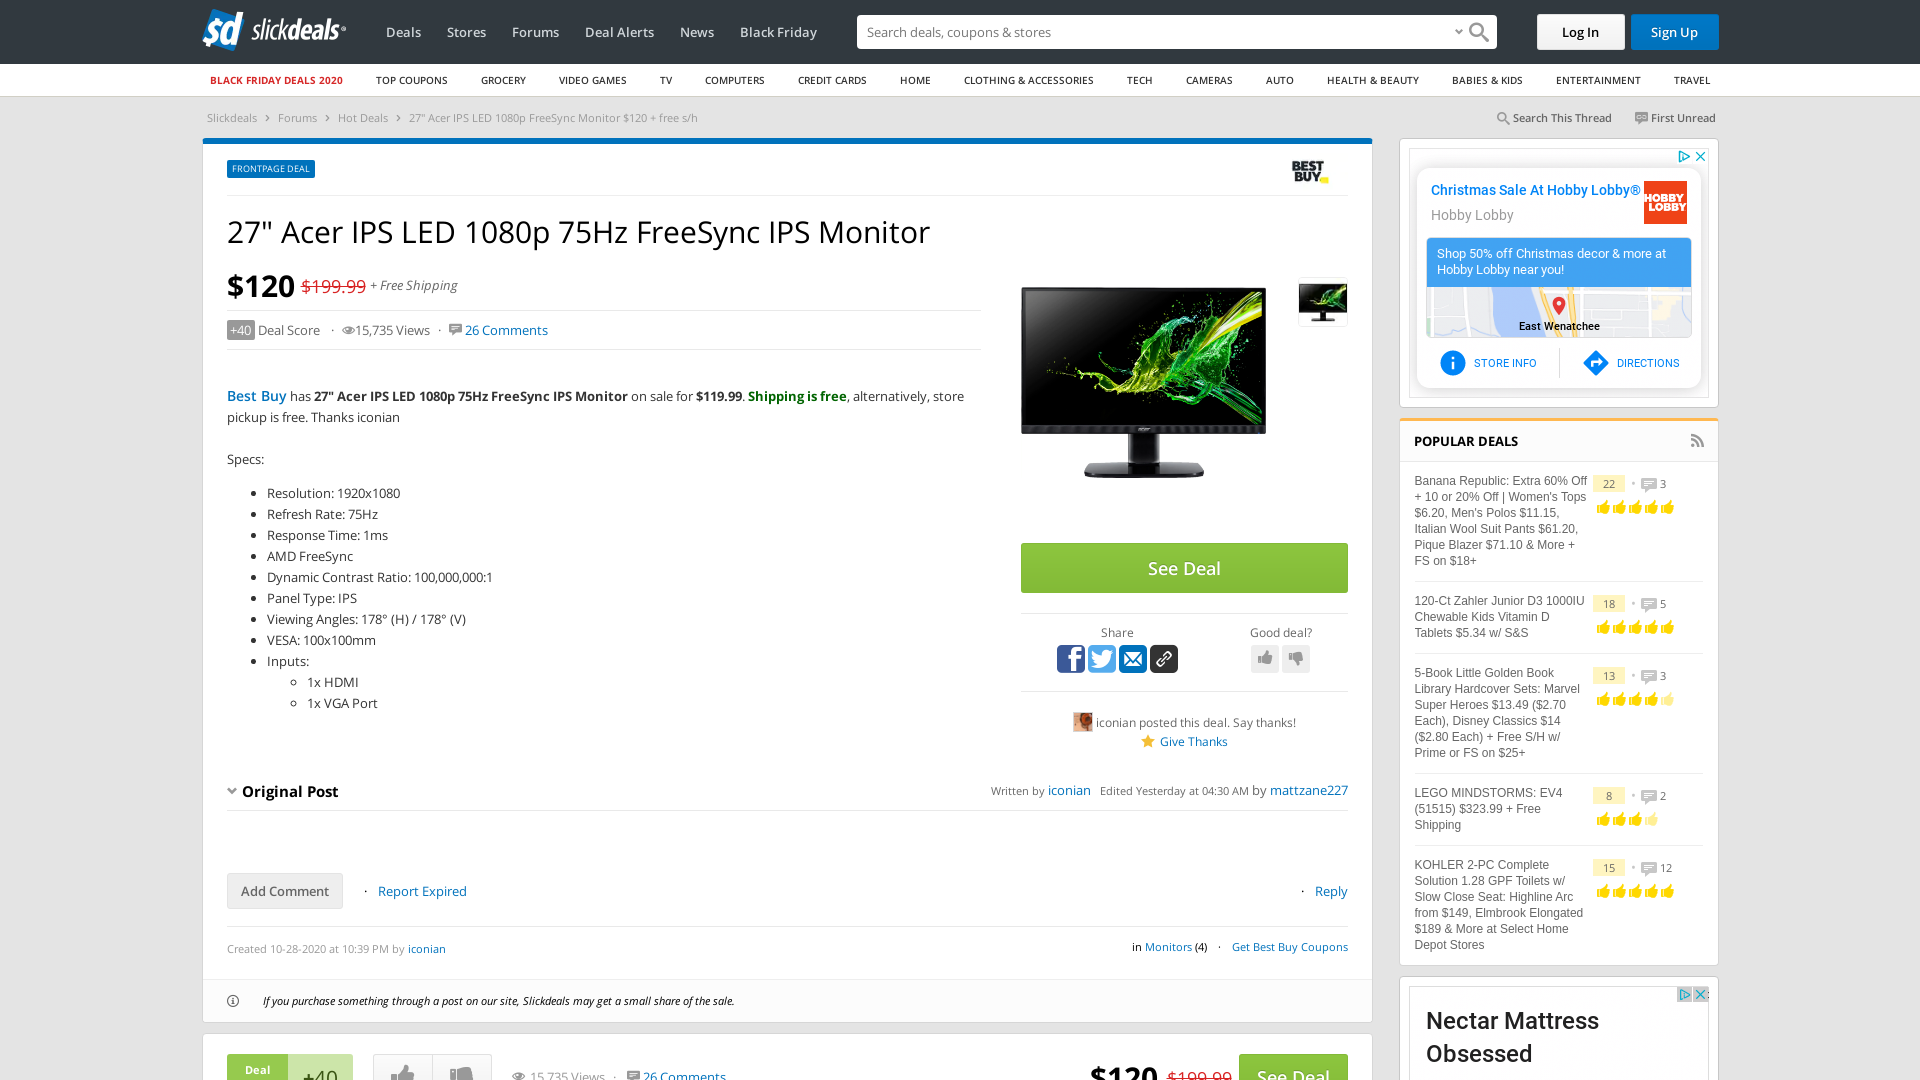 sd slickdeals
Deals Stores Forums Deal Alerts News Black Friday
Search deals, coupons & search
Log In
Sign Up
BLACK FRIDAY DEALS 2020 TOP COUPONS GROCERY VIDEO GAMES TV COMPUTERS CREDIT CARDS HOME CLOTHING & ACCESSORIES TECH CAMERAS AUTO HEALTH & BEAUTY BABIES & KIDS ENTERTAINMENT TRAVEL
Slickdeals > Forums > Hot Deals > 27" Acer IPS LED 1080p FreeSync Monitor $120 + free s/h
Search This Thread First Unread
FRONTPAGE DEAL
BEST BUY
27" Acer IPS LED 1080p 75Hz FreeSync IPS Monitor
$120 $199.99 + Free Shipping
+40 Deal Score · 15,735 Views · 26 Comments
Best Buy has 27" Acer IPS LED 1080p 75Hz FreeSync IPS Monitor on sale for $119.99. Shipping is free, alternatively, store
pickup is free. Thanks iconian
Specs:
• Resolution: 1920x1080
• Refresh Rate: 75Hz
• Response Time: 1ms
• AMD FreeSync
• Dynamic Contrast Ratio: 100,000,000:1
• Panel Type: IPS
• Viewing Angles: 178° (H) / 178° (V)
• VESA: 100x100mm
• Inputs:
◦ 1x HDMI
◦ 1x VGA Port
See Deal
Share
Good deal?
iconian posted this deal. Say thanks!
Give Thanks
Original Post
Written by iconian Edited Yesterday at 04:30 AM by mattzane227
Add Comment · Report Expired
· Reply
Created 10-28-2020 at 10:39 PM by iconian
in Monitors (4) · Get Best Buy Coupons
If you purchase something through a post on our site, Slickdeals may get a small share of the sale.
Deal
+40
15,735 Views · 26 Comments
$120 $199.99
See Deal
Christmas Sale At Hobby Lobby®
Hobby Lobby
HOBBY
LOBBY
Shop 50% off Christmas decor & more at
Hobby Lobby near you!
East Wenatchee
STORE INFO
DIRECTIONS
POPULAR DEALS
Banana Republic: Extra 60% Off
+ 10 or 20% Off | Women's Tops
$6.20, Men's Polos $11.15,
Italian Wool Suit Pants $61.20,
Pique Blazer $71.10 & More +
FS on $18+
22 • 3
120-Ct Zahler Junior D3 1000IU
Chewable Kids Vitamin D
Tablets $5.34 w/ S&S
18 • 5
5-Book Little Golden Book
Library Hardcover Sets: Marvel
Super Heroes $13.49 ($2.70
Each), Disney Classics $14
($2.80 Each) + Free S/H w/
Prime or FS on $25+
13 • 3
LEGO MINDSTORMS: EV4
(51515) $323.99 + Free
Shipping
8 • 2
KOHLER 2-PC Complete
Solution 1.28 GPF Toilets w/
Slow Close Seat: Highline Arc
from $149, Elmbrook Elongated
$189 & More at Select Home
Depot Stores
15 • 12
Nectar Mattress
Obsessed